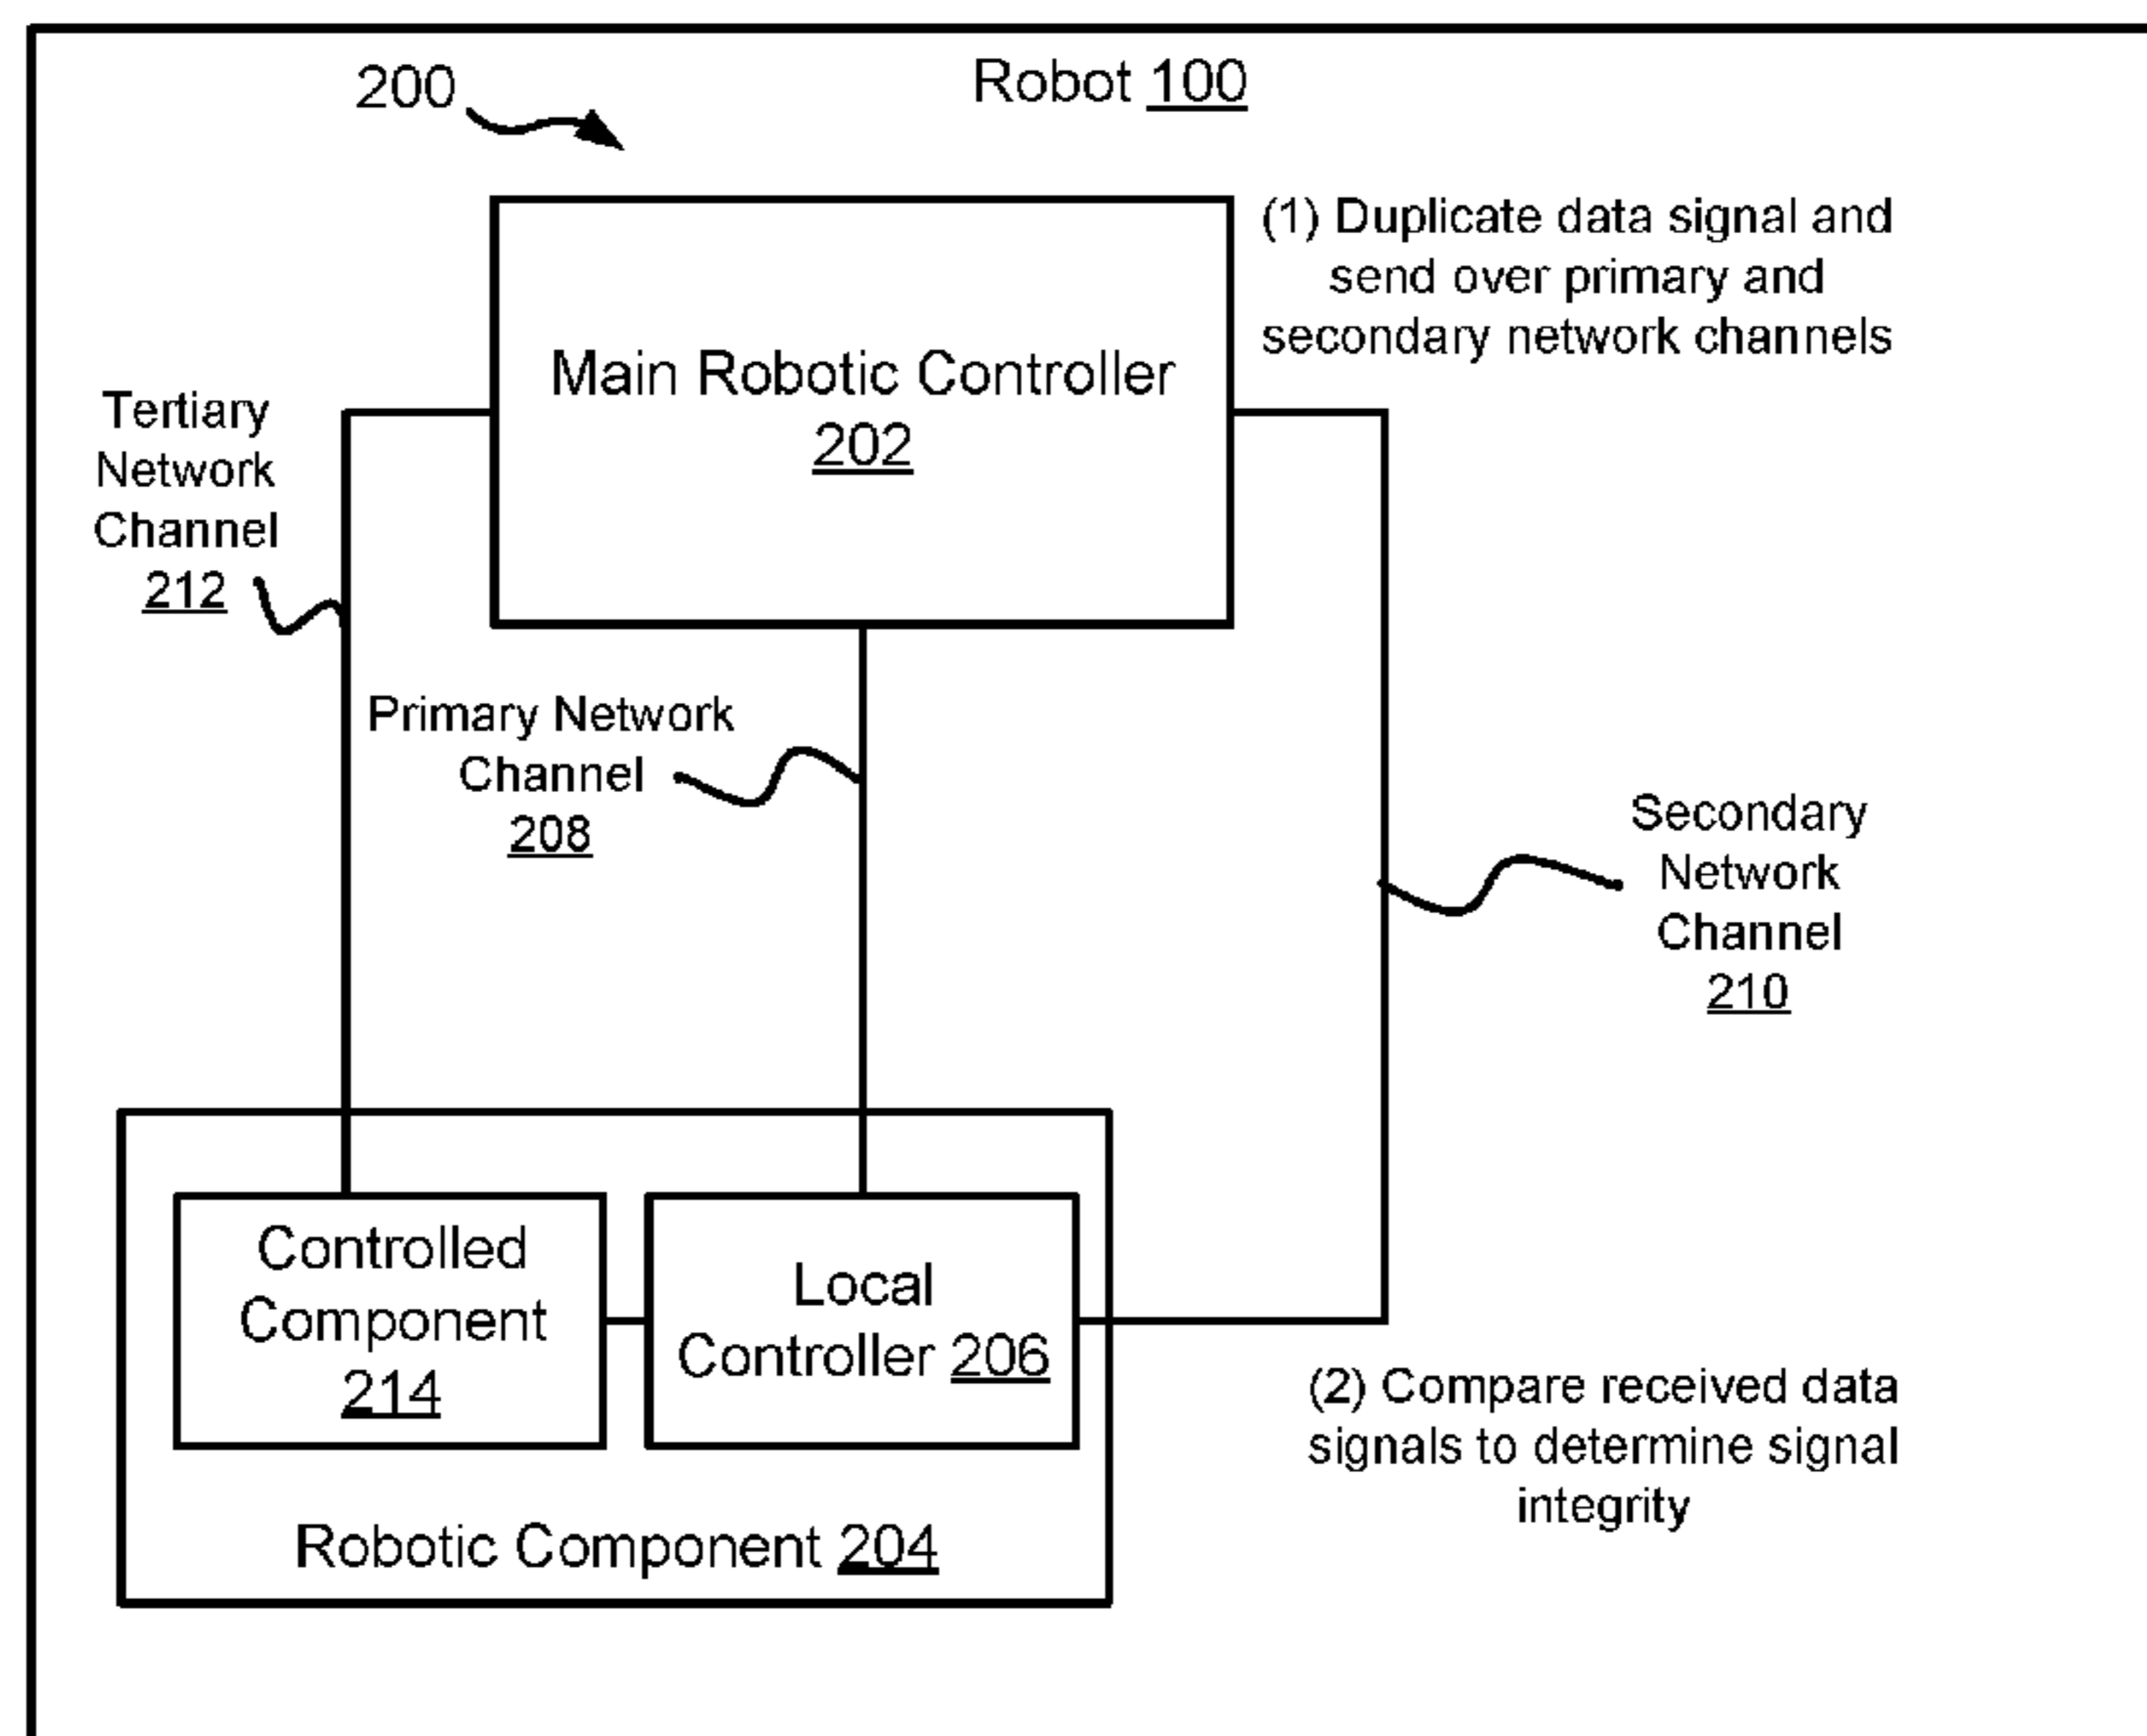 200
Robot 100
(1) Duplicate data signal and
send over primary and
secondary network channels
Main Robotic Controller
202
Tertiary
Network
Channel
212
Primary Network
Channel
208
Secondary
Network
Channel
210
Controlled
Component
214
Local
Controller 206
(2) Compare received data
signals to determine signal
integrity
Robotic Component 204